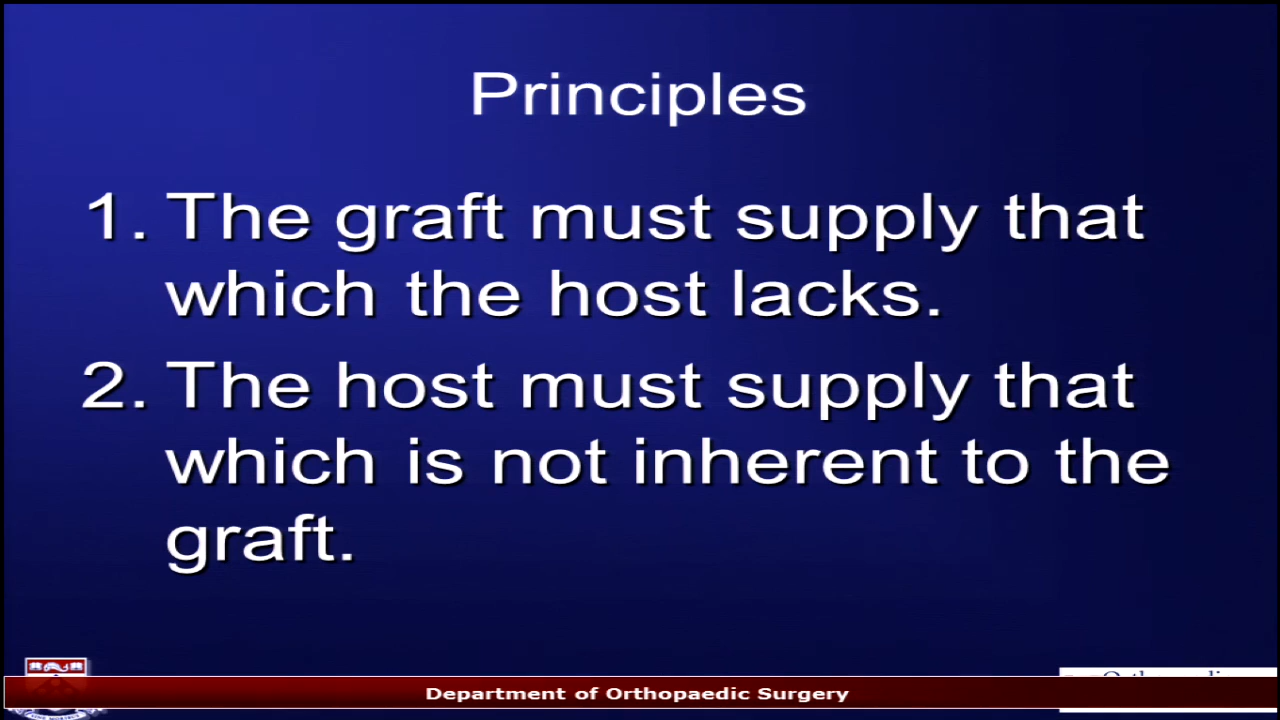 Principles
1. The graft must supply that
which the host lacks.
2. The host must supply that
which is not inherent to the
graft.
Department of Orthopaedic Surgery